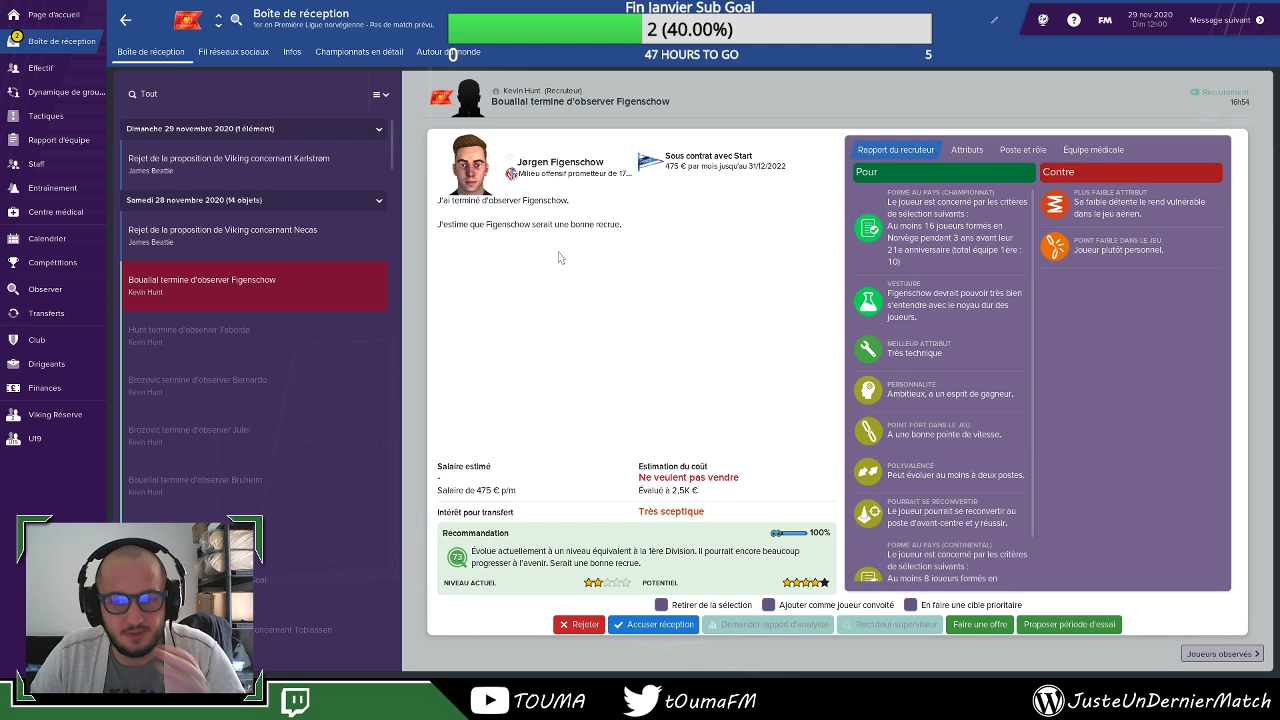 Fin Janvier Sub Goal
2 (40.00%)
0
47 HOURS TO GO
5
Page d'accueil
2
Boîte de réception
Effectif
Dynamique de grou...
Tactiques
Rapport d'équipe
Staff
Entraînement
Centre médical
Calendrier
Compétitions
Observer
Transferts
Club
Dirigeants
Finances
Viking Réserve
U19
Boîte de réception
1er en Première Ligue norvégienne - Pas de match prévu.
FM
29 nov 2020
Dim 12h00
Message suivant
Boîte de réception
Fil réseaux sociaux
Infos
Championnats en détail
Autour du monde
Tout
Dimanche 29 novembre 2020 (1 élément)
Rejet de la proposition de Viking concernant Karlstrøm
James Beattie
Samedi 28 novembre 2020 (14 objets)
Rejet de la proposition de Viking concernant Necas
James Beattie
Bouallal termine d'observer Figenschow
Kevin Hunt
Hunt termine d'observer Taborda
Kevin Hunt
Brozovic termine d'observer Bernardo
Kevin Hunt
Brozovic termine d'observer Julei
Kevin Hunt
Bouallal termine d'observer Bruheim
Kevin Hunt
Goal
concernant Tobiassen
Kevin Hunt (Recruteur)
Bouallal termine d'observer Figenschow
Recrutement
16h54
Jørgen Figenschow
Milieu offensif prometteur de 17...
Sous contrat avec Start
475 € par mois jusqu'au 31/12/2022
J'ai terminé d'observer Figenschow.
J'estime que Figenschow serait une bonne recrue.
Salaire estimé
-
Salaire de 475 € p/m
Estimation du coût
Ne veulent pas vendre
Évalué à 2,5K €
Intérêt pour transfert
Très sceptique
Recommandation
100%
73
Évolue actuellement à un niveau équivalent à la 1ère Division. Il pourrait encore beaucoup
progresser à l'avenir. Serait une bonne recrue.
NIVEAU ACTUEL
POTENTIEL
Rapport du recruteur
Attributs
Poste et rôle
Équipe médicale
Pour
FORMÉ AU PAYS (CHAMPIONNAT)
Le joueur est concerné par les critères
de sélection suivants :
Au moins 16 joueurs formés en
Norvège pendant 3 ans avant leur
21e anniversaire (total équipe 1ère :
10)
VESTIAIRE
Figenschow devrait pouvoir très bien
s'entendre avec le noyau dur des
joueurs.
MEILLEUR ATTRIBUT
Très technique
PERSONNALITÉ
Ambitieux, a un esprit de gagneur.
POINT FORT DANS LE JEU
A une bonne pointe de vitesse.
POLYVALENCE
Peut évoluer au moins à deux postes.
POURRAIT SE RECONVERTIR
Le joueur pourrait se reconvertir au
poste d'avant-centre et y réussir.
FORMÉ AU PAYS (CONTINENTAL)
Le joueur est concerné par les critères
de sélection suivants :
Au moins 8 joueurs formés en
Contre
PLUS FAIBLE ATTRIBUT
Sa faible détente le rend vulnérable
dans le jeu aérien.
POINT FAIBLE DANS LE JEU
Joueur plutôt personnel.
Retirer de la sélection
Ajouter comme joueur convoité
En faire une cible prioritaire
Rejeter
Accuser réception
Demander rapport d'analyste
Recruteur-superviseur
Faire une offre
Proposer période d'essai
Joueurs observés
TOUMA
tOumaFM
JusteUnDernierMatch